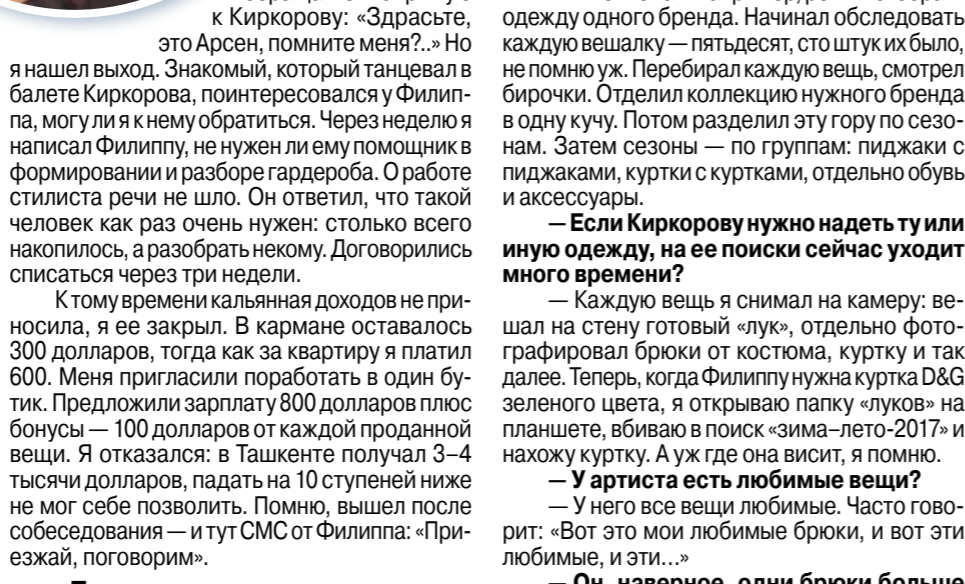 к Киркорову: «Здрасьте,
это Арсен, помните меня?..» Но
я нашел выход. Знакомый, который танцевал в
балете Киркорова, поинтересовался у Филип-
па, могу ли я к нему обратиться. Через неделю я
написал Филиппу, не нужен ли ему помощник в
формировании и разборе гардероба. О работе
стилиста речи не шло. Он ответил, что такой
человек как раз очень нужен: столько всего
накопилось, а разобрать некому. Договорились
списаться через три недели.
К тому времени кальянная доходов не при-
носила, я ее закрыл. В кармане оставалось
300 долларов, тогда как за квартиру я платил
600. Меня пригласили поработать в один бу-
тик. Предложили зарплату 800 долларов плюс
бонусы — 100 долларов от каждой проданной
вещи. Я отказался: в Ташкенте получал 3–4
тысячи долларов, падать на 10 ступеней ниже
не мог себе позволить. Помню, вышел после
собеседования — и тут СМС от Филиппа: «При-
езжай, поговорим».
одежду одного бренда. Начинал обследовать
каждую вешалку — пятьдесят, сто штук их было,
не помню уж. Перебирал каждую вещь, смотрел
бирочки. Отделил коллекцию нужного бренда
в одну кучу. Потом разделил эту гору по сезо-
нам. Затем сезоны — по группам: пиджаки с
пиджаками, куртки с куртками, отдельно обувь
и аксессуары.
— Если Киркорову нужно надеть ту или
иную одежду, на ее поиски сейчас уходит
много времени?
— Каждую вещь я снимал на камеру: ве-
шал на стену готовый «лук», отдельно фото-
графировал брюки от костюма, куртку и так
далее. Теперь, когда Филиппу нужна куртка D&G
зеленого цвета, я открываю папку «луков» на
планшете, вбиваю в поиск «зима–лето-2017» и
нахожу куртку. А уж где она висит, я помню.
— У артиста есть любимые вещи?
— У него все вещи любимые. Часто гово-
рит: «Вот это мои любимые брюки, и вот эти
любимые, и эти...»
— Он, наверное, одни брюки больше